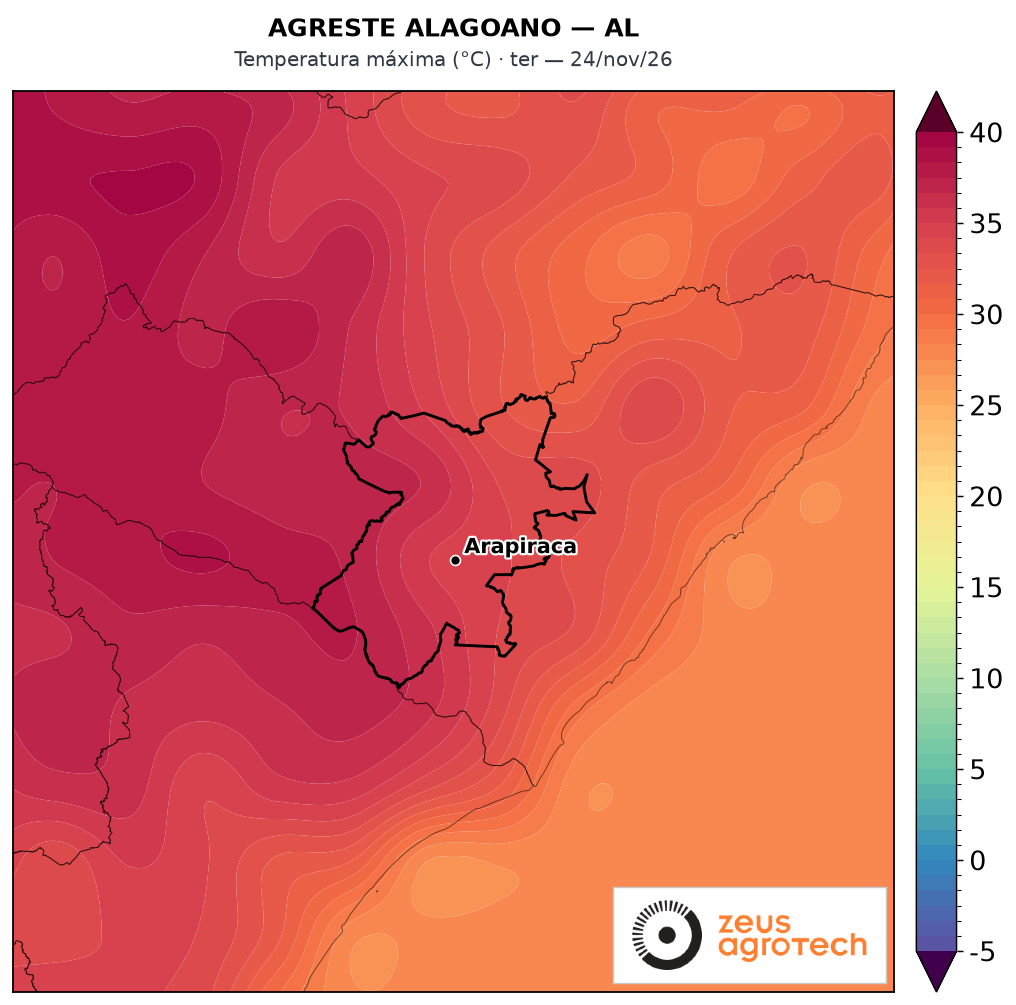 AGRESTE ALAGOANO — AL
Temperatura máxima (°C) · ter — 24/nov/26
40
35
30
25
20
15
10
5
0
-5
Arapiraca
zeus
agrotech